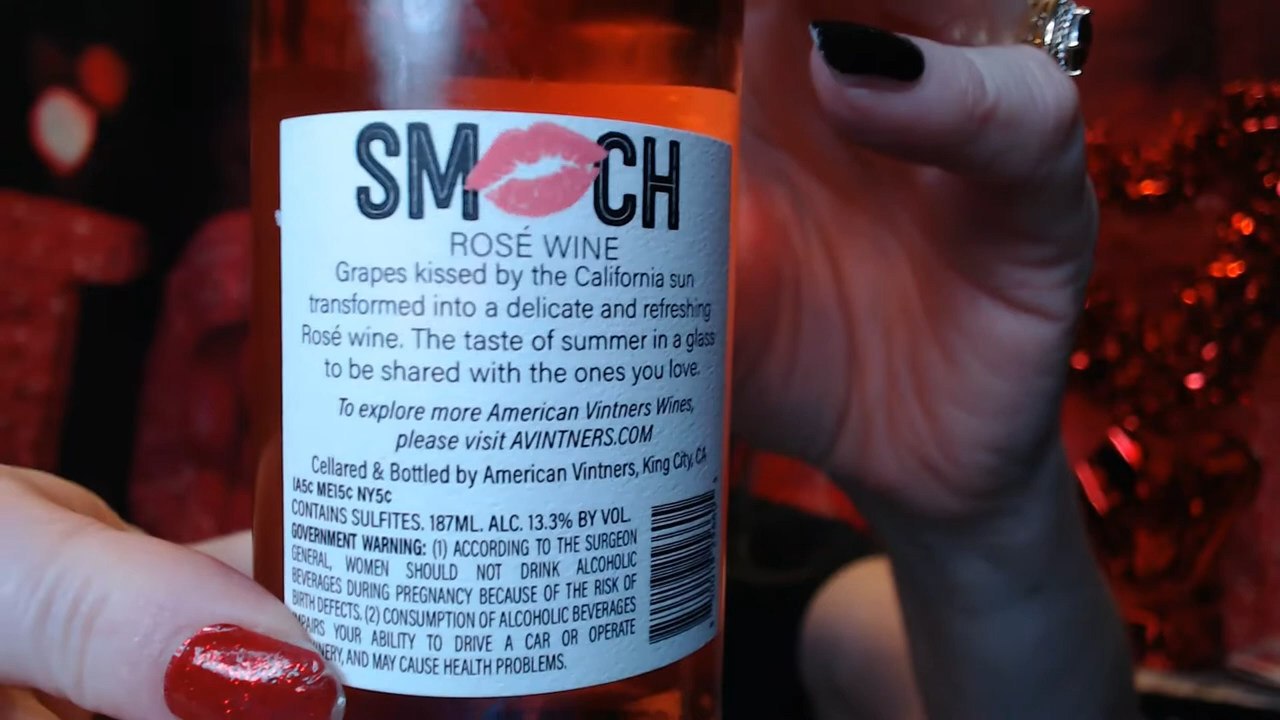 SMOCH
ROSÉ WINE
Grapes kissed by the California sun
transformed into a delicate and refreshing
Rosé wine. The taste of summer in a glass
to be shared with the ones you love.
To explore more American Vintners Wines,
please visit AVINTNERS.COM
Cellared & Bottled by American Vintners, King City, CA
IA5c ME15c NY5c
CONTAINS SULFITES. 187ML. ALC. 13.3% BY VOL.
GOVERNMENT WARNING: (1) ACCORDING TO THE SURGEON
GENERAL, WOMEN SHOULD NOT DRINK ALCOHOLIC
BEVERAGES DURING PREGNANCY BECAUSE OF THE RISK OF
BIRTH DEFECTS. (2) CONSUMPTION OF ALCOHOLIC BEVERAGES
YOUR ABILITY TO DRIVE A CAR OR OPERATE
AND MAY CAUSE HEALTH PROBLEMS.